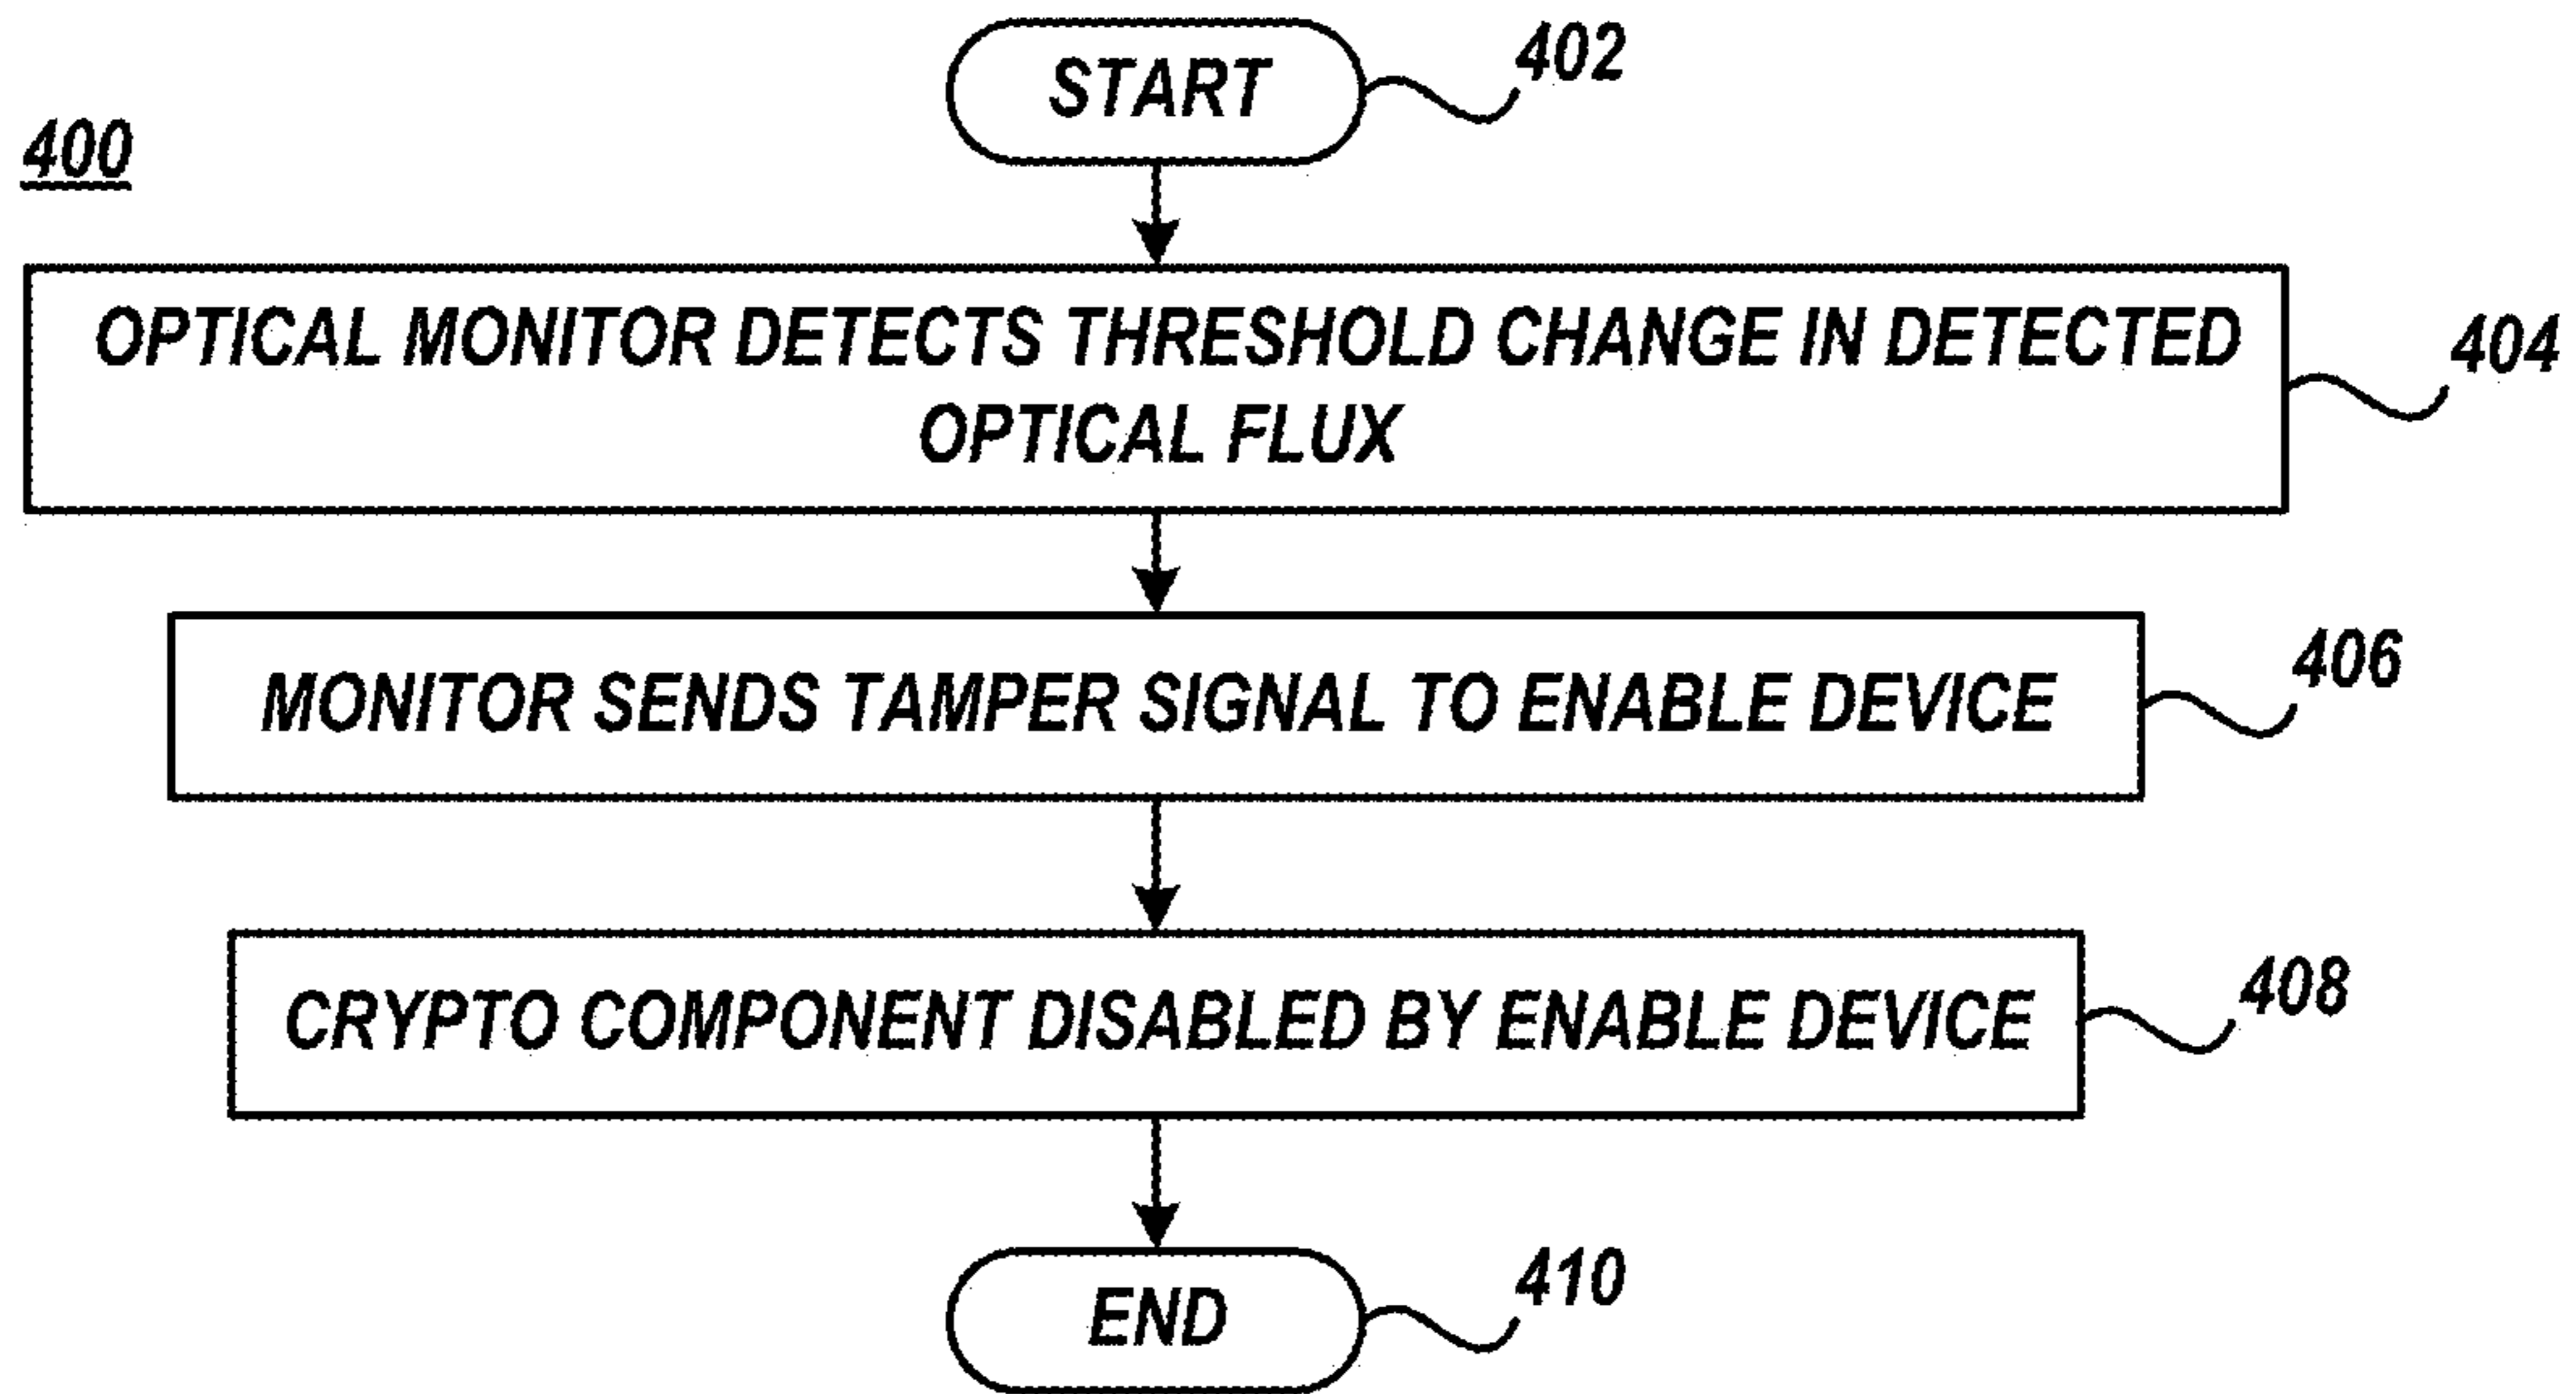 START
402
400
OPTICAL MONITOR DETECTS THRESHOLD CHANGE IN DETECTED
OPTICAL FLUX
404
MONITOR SENDS TAMPER SIGNAL TO ENABLE DEVICE
406
CRYPTO COMPONENT DISABLED BY ENABLE DEVICE
408
END
410